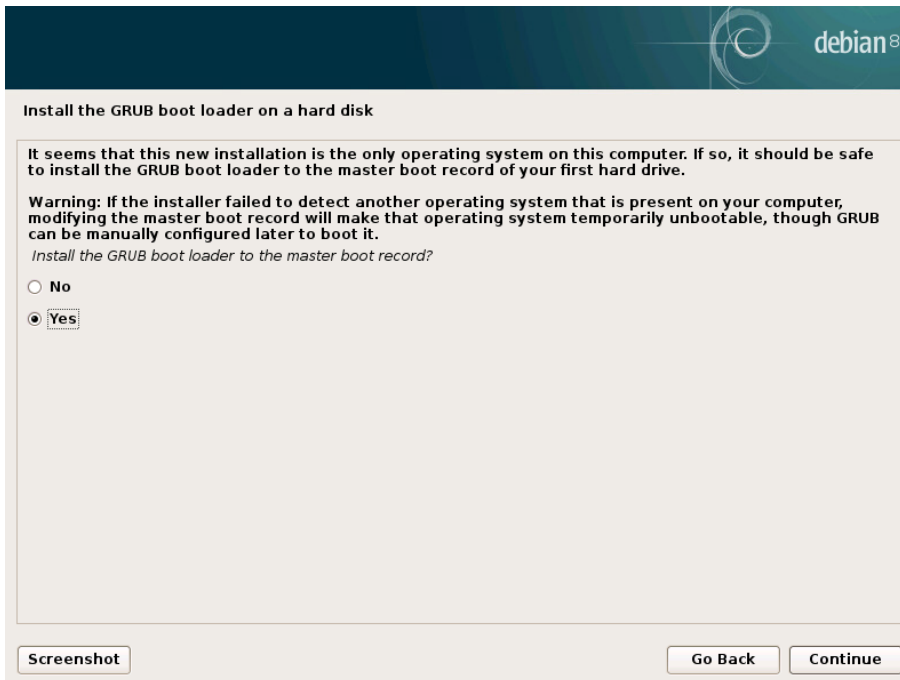 debian 8
Install the GRUB boot loader on a hard disk
It seems that this new installation is the only operating system on this computer. If so, it should be safe
to install the GRUB boot loader to the master boot record of your first hard drive.
Warning: If the installer failed to detect another operating system that is present on your computer,
modifying the master boot record will make that operating system temporarily unbootable, though GRUB
can be manually configured later to boot it.
Install the GRUB boot loader to the master boot record?
No
Yes
Screenshot Go Back Continue